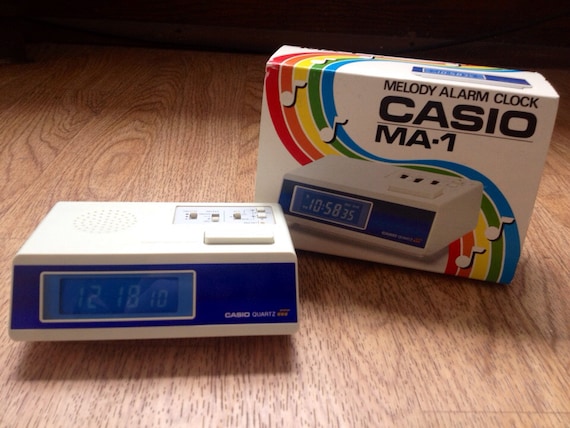 MELODY ALARM CLOCK
CASIO
MA-1
10:58 35
12 18 10
CASIO QUARTZ